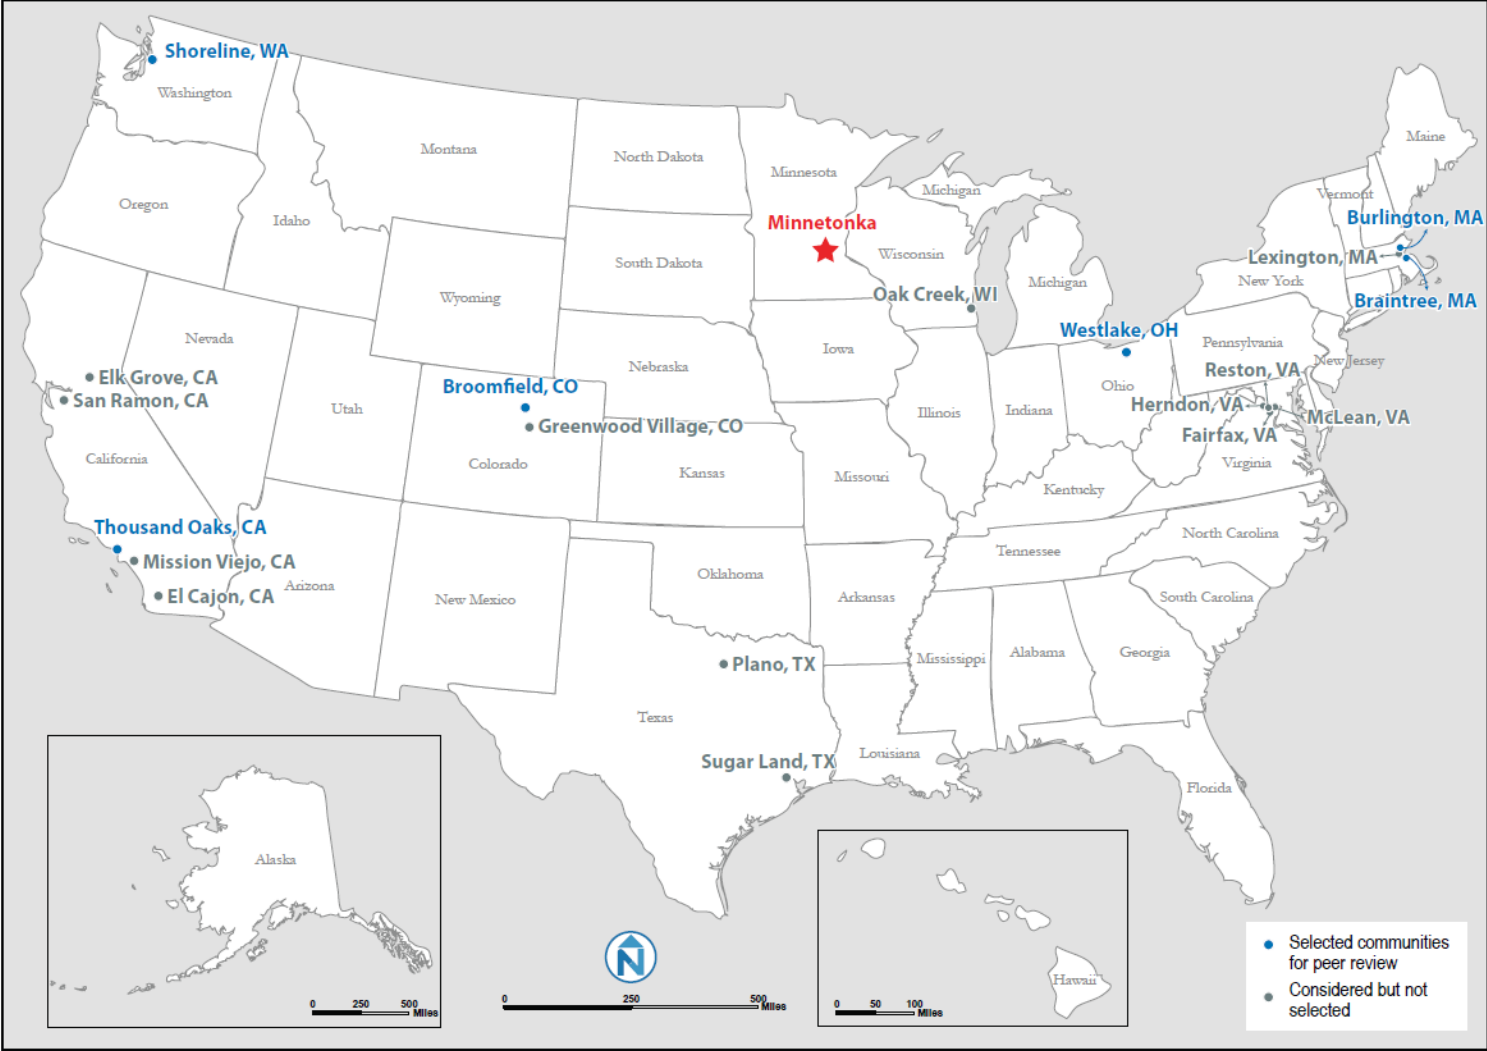 Shoreline, WA
Washington
Montana
North Dakota
Minnesota
Maine
Michigan
Vermont
Oregon
Idaho
Minnetonka
Burlington, MA
South Dakota
Wisconsin
Lexington, MA
Wyoming
Michigan
New York
Oak Creek, WI
Braintree, MA
Nevada
Westlake, OH
Pennsylvania
Iowa
New Jersey
Nebraska
Reston, VA
Elk Grove, CA
Broomfield, CO
Ohio
San Ramon, CA
Utah
Illinois
Indiana
Herndon, VA
McLean, VA
Greenwood Village, CO
Fairfax, VA
California
Colorado
Kansas
Missouri
Virginia
Kentucky
Thousand Oaks, CA
North Carolina
Mission Viejo, CA
Tennessee
Oklahoma
Arizona
El Cajon, CA
New Mexico
Arkansas
South Carolina
Mississippi
Alabama
Georgia
Plano, TX
Texas
Sugar Land, TX
Louisiana
Florida
Alaska
0 250 500
Miles
N
0 250 500
Miles
Hawaii
0 50 100
Miles
Selected communities
for peer review
Considered but not
selected